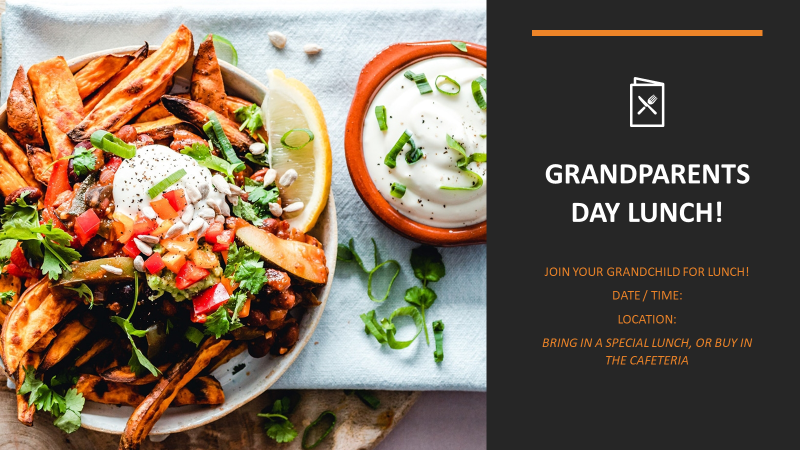 GRANDPARENTS
DAY LUNCH!
JOIN YOUR GRANDCHILD FOR LUNCH!
DATE / TIME:
LOCATION:
BRING IN A SPECIAL LUNCH, OR BUY IN
THE CAFETERIA